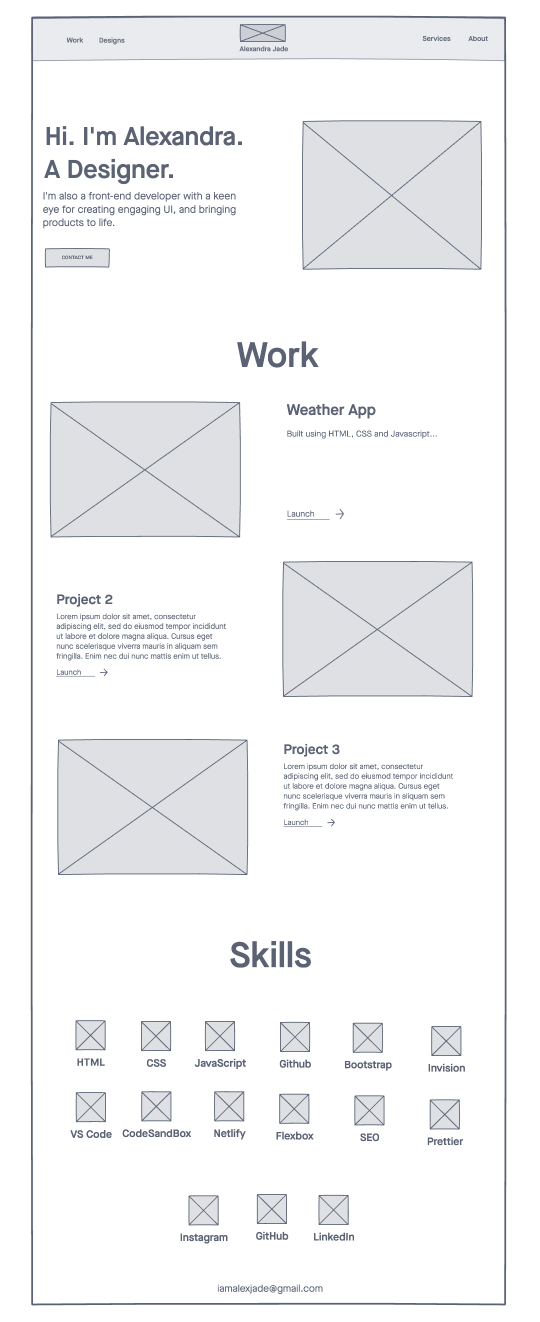 Work
Designs
Alexandra Jade
Services
About
Hi. I'm Alexandra.
A Designer.
I'm also a front-end developer with a keen
eye for creating engaging UI, and bringing
products to life.
CONTACT ME
Work
Weather App
Built using HTML, CSS and Javascript...
Launch
Project 2
Lorem ipsum dolor sit amet, consectetur
adipiscing elit, sed do eiusmod tempor incididunt
ut labore et dolore magna aliqua. Cursus eget
nunc scelerisque viverra mauris in aliquam sem
fringilla. Enim nec dui nunc mattis enim ut tellus.
Launch
Project 3
Lorem ipsum dolor sit amet, consectetur
adipiscing elit, sed do eiusmod tempor incididunt
ut labore et dolore magna aliqua. Cursus eget
nunc scelerisque viverra mauris in aliquam sem
fringilla. Enim nec dui nunc mattis enim ut tellus.
Launch
Skills
HTML
CSS
JavaScript
Github
Bootstrap
Invision
VS Code
CodeSandBox
Netlify
Flexbox
SEO
Prettier
Instagram
GitHub
LinkedIn
iamalexjade@gmail.com